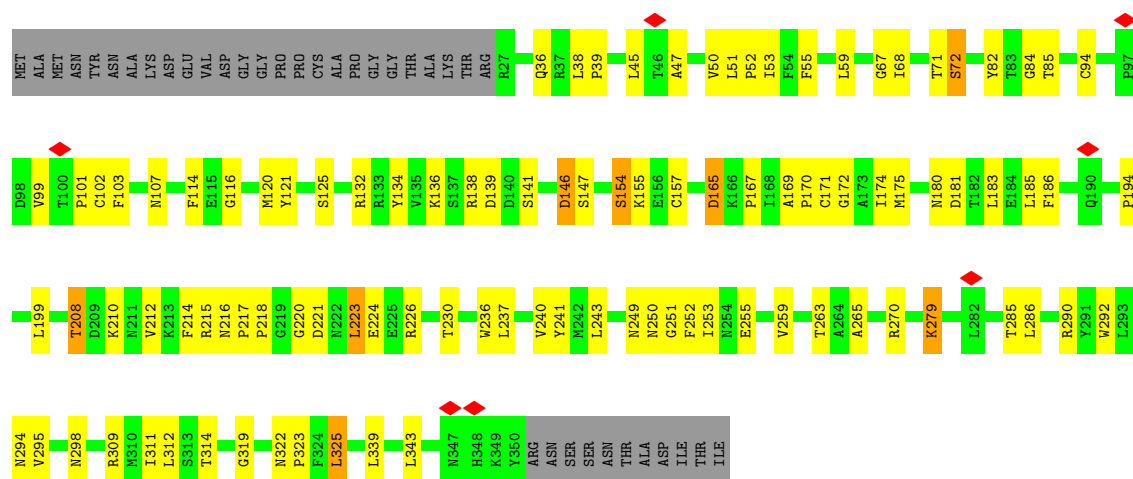 MET ALA MET ASN TYR ASN ALA LYS ASP GLU VAL ASP GLY GLY PRO PRO CYS ALA PRO GLY GLY THR ALA LYS THR ARG R27 Q36 R37 L38 P39 L45 T46 A47 V50 L51 P52 I53 F54 F55 L59 G67 I68 T71 S72 Y82 T83 G84 T85 C94 P97
D98 V99 T100 P101 C102 F103 N107 F114 E115 G116 M120 Y121 S125 R132 R133 Y134 V135 K136 S137 R138 D139 D140 S141 D146 S147 S154 K155 E156 C157 D165 K166 P167 I168 A169 P170 C171 G172 A173 I174 M175 N180 D181 T182 L183 E184 L185 F186 Q190 P194
L199 T208 D209 K210 N211 V212 K213 F214 R215 N216 P217 P218 G219 G220 D221 N222 L223 E224 E225 R226 T230 W236 L237 V240 Y241 M242 L243 N249 N250 G251 F252 I253 N254 E255 V259 T263 A264 A265 R270 K279 L282 T285 L286 R290 Y291 W292 L293
N294 V295 N298 R309 M310 I311 L312 S313 T314 G319 N322 P323 F324 L325 L339 L343 N347 H348 K349 Y350 ARG ASN SER SER ASN THR ALA ASP ILE THR ILE